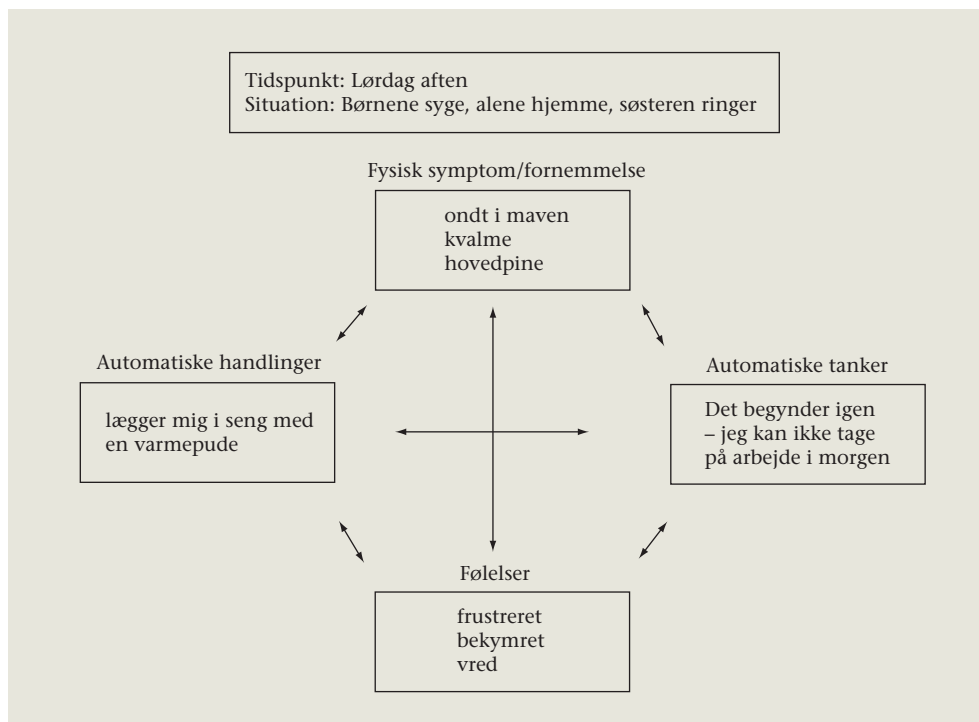 Tidspunkt: Lørdag aften
Situation: Børnene syge, alene hjemme, søsteren ringer
Fysisk symptom/fornemmelse
ondt i maven
kvalme
hovedpine
Automatiske handlinger
lægger mig i seng med
en varmepude
Automatiske tanker
Det begynder igen
– jeg kan ikke tage
på arbejde i morgen
Følelser
frustreret
bekymret
vred